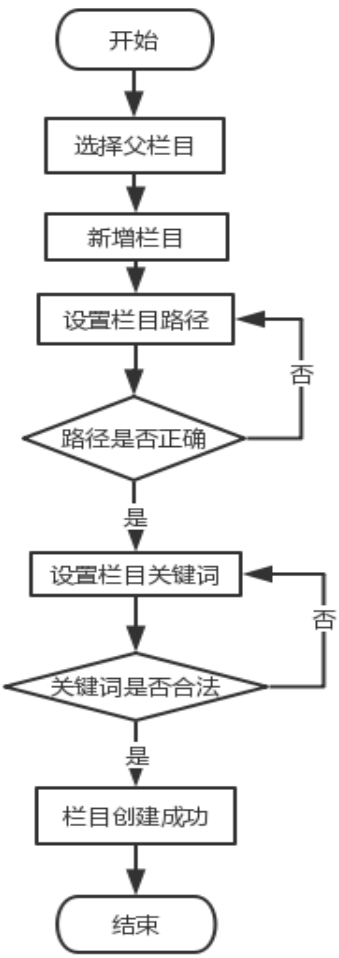 开始
选择父栏目
新增栏目
设置栏目路径
否
路径是否正确
是
设置栏目关键词
否
关键词是否合法
是
栏目创建成功
结束